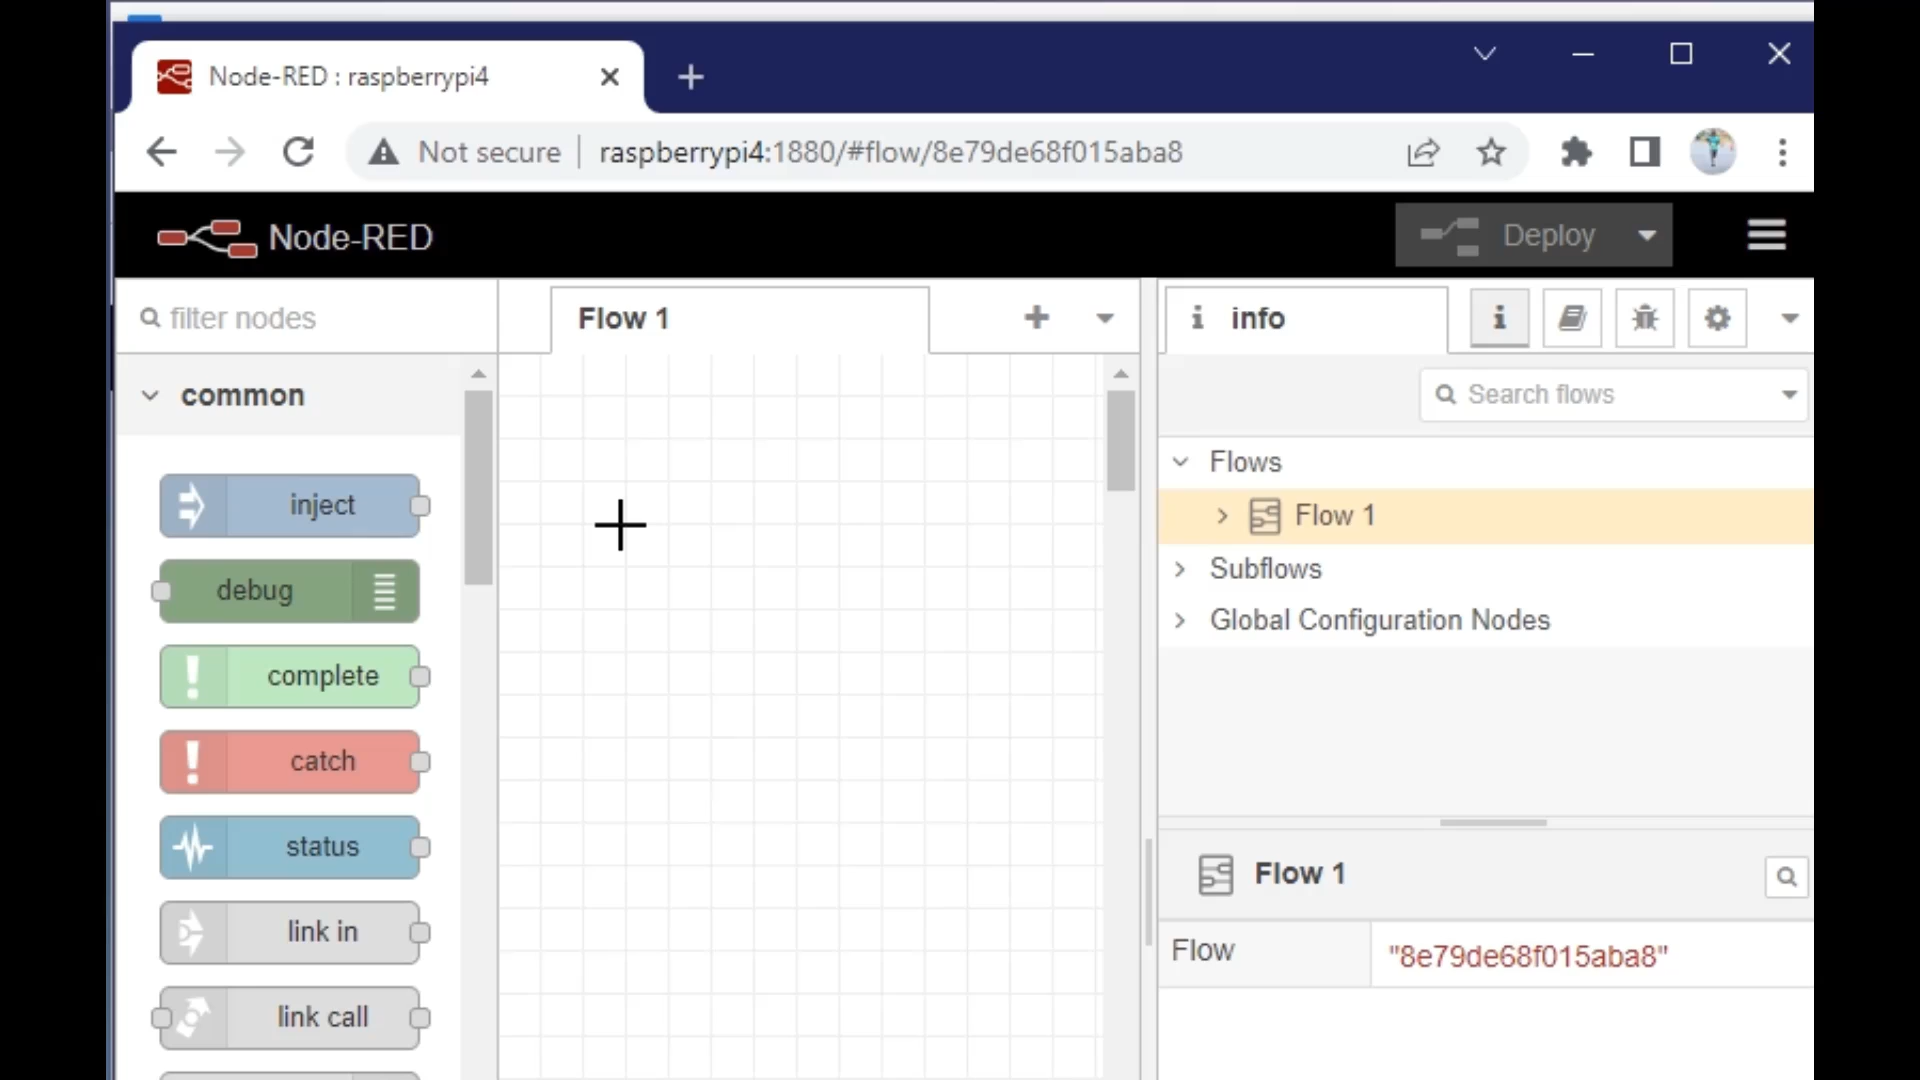 Node-RED : raspberrypi4
Not secure raspberrypi4:1880/#flow/8e79de68f015aba8
Node-RED
Deploy
filter nodes
Flow 1
info
common
Search flows
inject
debug
complete
catch
status
link in
link call
Flows
Flow 1
Subflows
Global Configuration Nodes
Flow 1
Flow "8e79de68f015aba8"